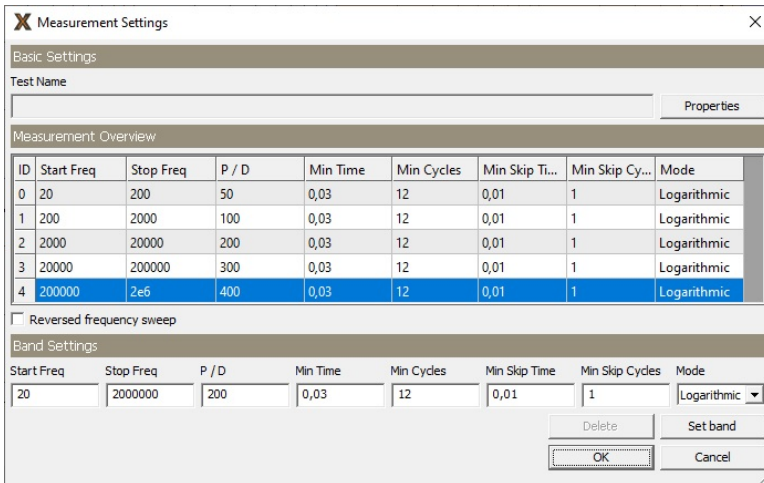 Measurement Settings
Basic Settings
Test Name
Properties
Measurement Overview
ID Start Freq Stop Freq P / D Min Time Min Cycles Min Skip Ti... Min Skip Cy... Mode
0 20 200 50 0,03 12 0,01 1 Logarithmic
1 200 2000 100 0,03 12 0,01 1 Logarithmic
2 2000 20000 200 0,03 12 0,01 1 Logarithmic
3 20000 200000 300 0,03 12 0,01 1 Logarithmic
4 200000 2e6 400 0,03 12 0,01 1 Logarithmic
Reversed frequency sweep
Band Settings
Start Freq Stop Freq P / D Min Time Min Cycles Min Skip Time Min Skip Cycles Mode
20 2000000 200 0,03 12 0,01 1 Logarithmic
Delete Set band
OK Cancel